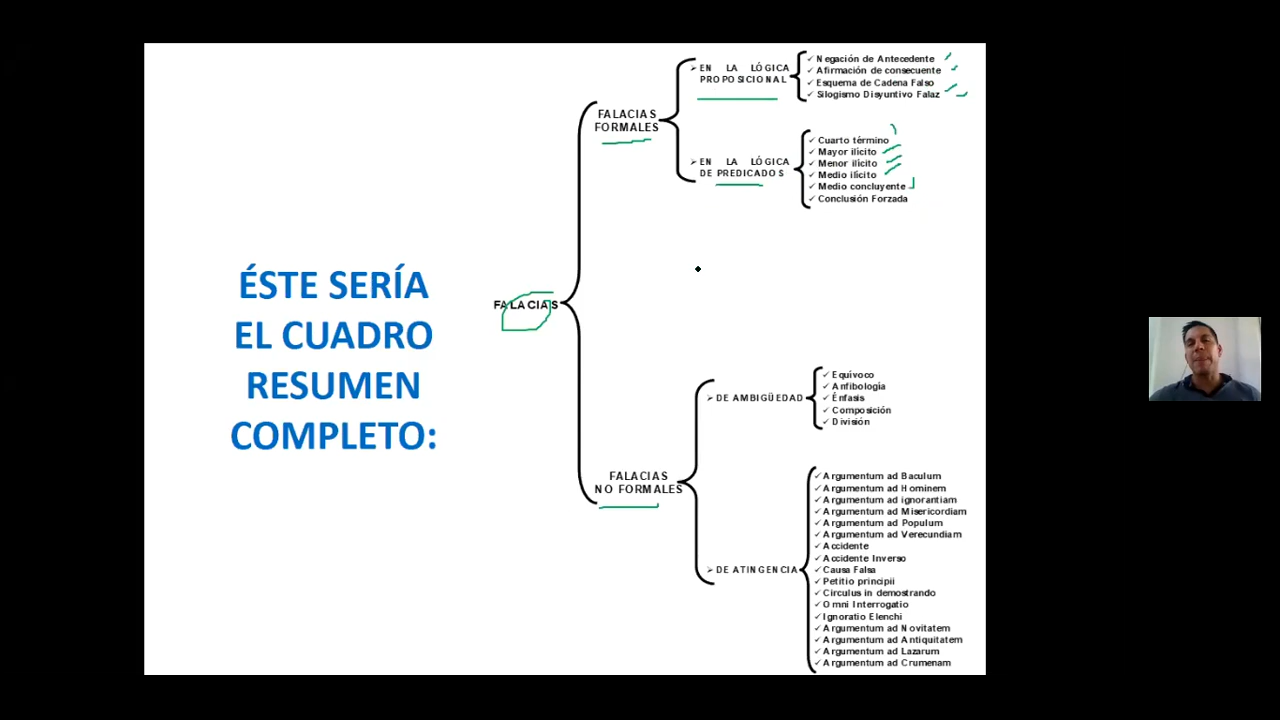 ÉSTE SERÍA
EL CUADRO
RESUMEN
COMPLETO:
FALACIAS
FALACIAS
FORMALES
EN LA LÓGICA
PROPOSICIONAL
Negación de Antecedente
Afirmación de consecuente
Esquema de Cadena Falso
Silogismo Disyuntivo Falaz
EN LA LÓGICA
DE PREDICADOS
Cuarto término
Mayor ilícito
Menor ilícito
Medio ilícito
Medio concluyente
Conclusión Forzada
FALACIAS
NO FORMALES
DE AMBIGÜEDAD
Equívoco
Anfibología
Énfasis
Composición
División
DE ATINGENCIA
Argumentum ad Baculum
Argumentum ad Hominem
Argumentum ad ignorantiam
Argumentum ad Misericordiam
Argumentum ad Populum
Argumentum ad Verecundiam
Accidente
Accidente Inverso
Causa Falsa
Petitio principii
Circulus in demostrando
Omni Interrogatio
Ignoratio Elenchi
Argumentum ad Novitatem
Argumentum ad Antiquitatem
Argumentum ad Lazarum
Argumentum ad Crumenam